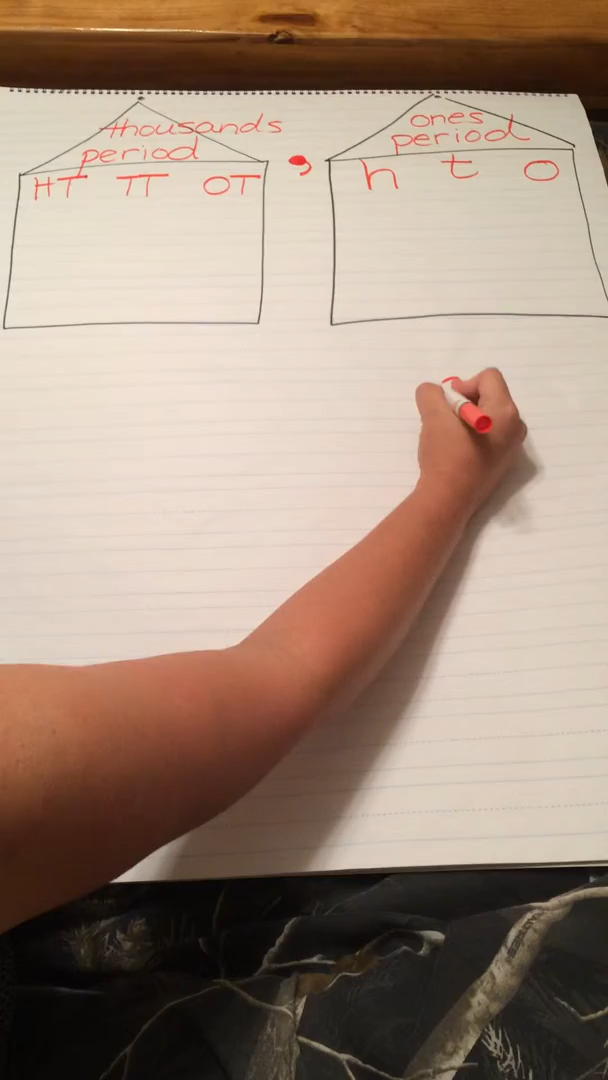 thousands
period
,
ones
period
HT TT OT
h t o